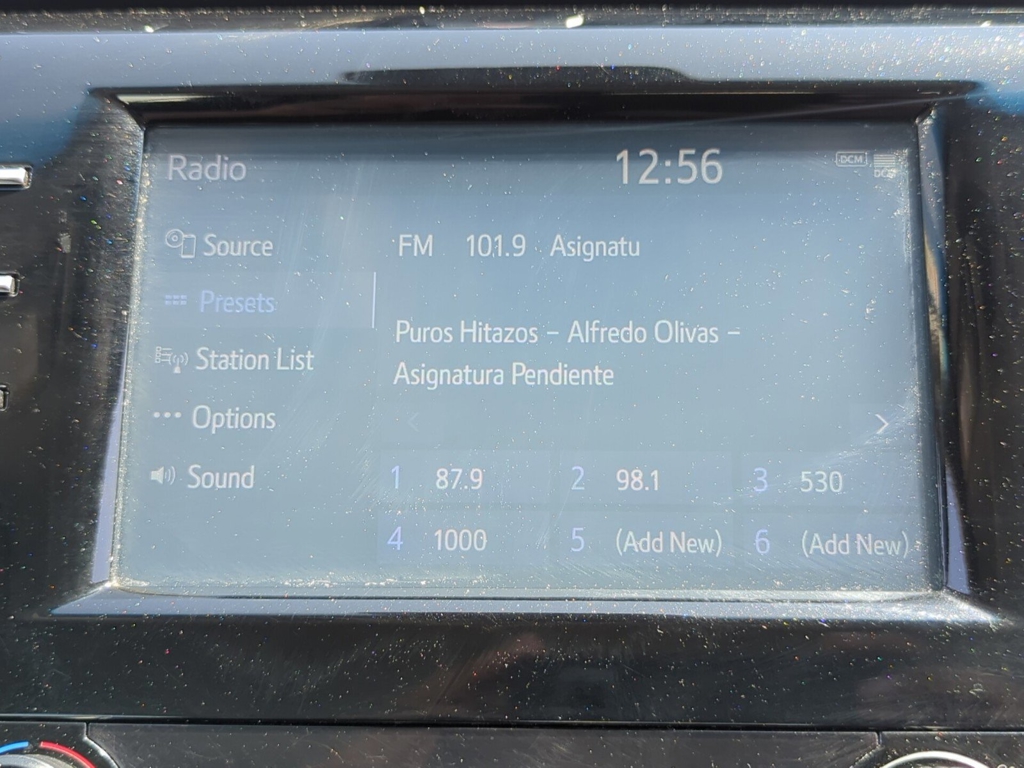 Radio 12:56 DCM
DCM
Source FM 101.9 Asignatu
Presets
Puros Hitazos – Alfredo Olivas –
Station List
Asignatura Pendiente
Options
Sound 1 87.9 2 98.1 3 530
4 1000 5 (Add New) 6 (Add New)